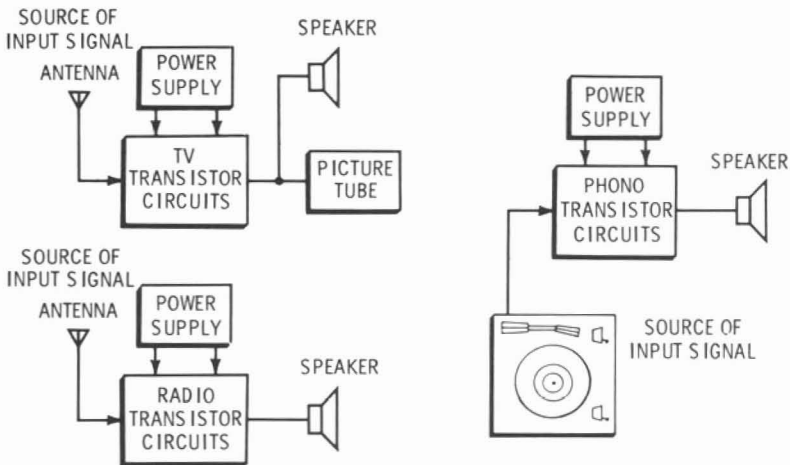 SOURCE OF
INPUT SIGNAL
ANTENNA
POWER
SUPPLY
SPEAKER
TV
TRANSISTOR
CIRCUITS
PICTURE
TUBE
SOURCE OF
INPUT SIGNAL
ANTENNA
POWER
SUPPLY
SPEAKER
RADIO
TRANSISTOR
CIRCUITS
POWER
SUPPLY
SPEAKER
PHONO
TRANSISTOR
CIRCUITS
SOURCE OF
INPUT SIGNAL